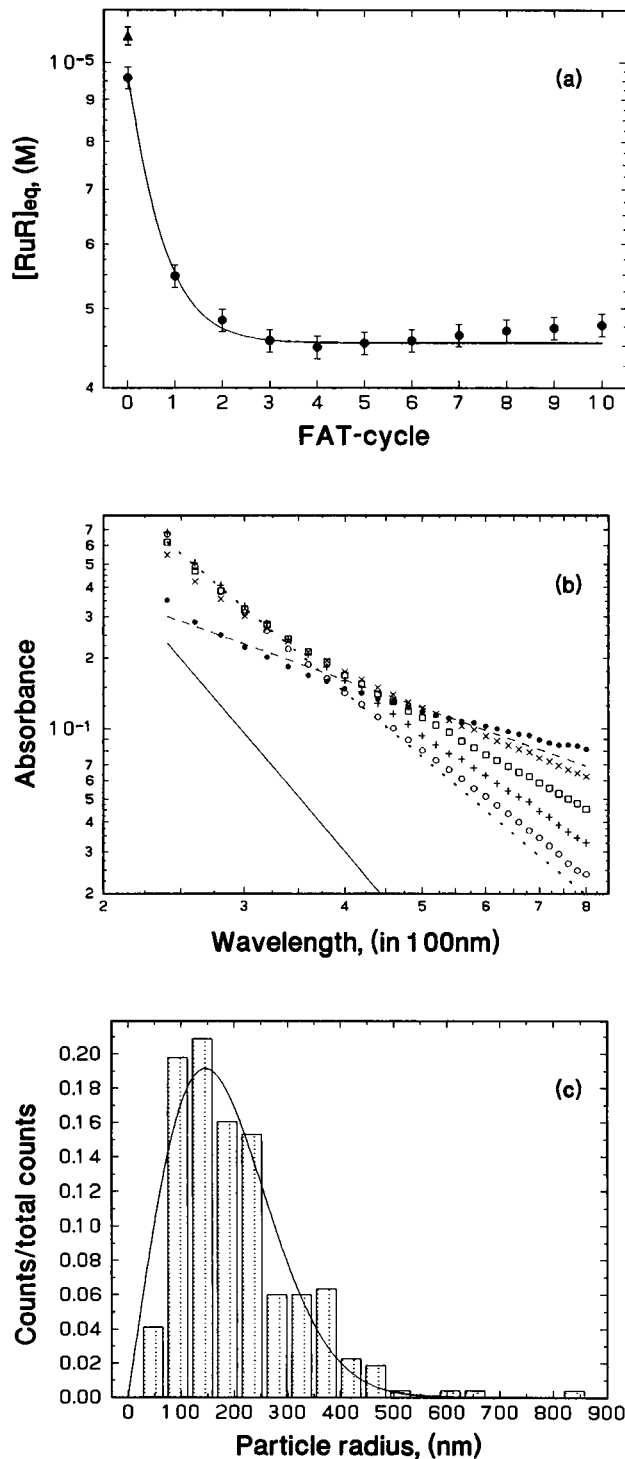 (a)
10⁻⁵
9
7
5
5
4
[RuR]eq, (M)
0 1 2 3 4 5 6 7 8 9 10
FAT-cycle
(b)
7
6
5
4
3
2
10⁻¹
7
6
5
4
3
2
Absorbance
2 3 4 5 6 7 8
Wavelength, (in 100nm)
(c)
0.20
0.18
0.16
0.14
0.12
0.10
0.08
0.06
0.04
0.02
0.00
Counts/total counts
0 100 200 300 400 500 600 700 800 900
Particle radius, (nm)